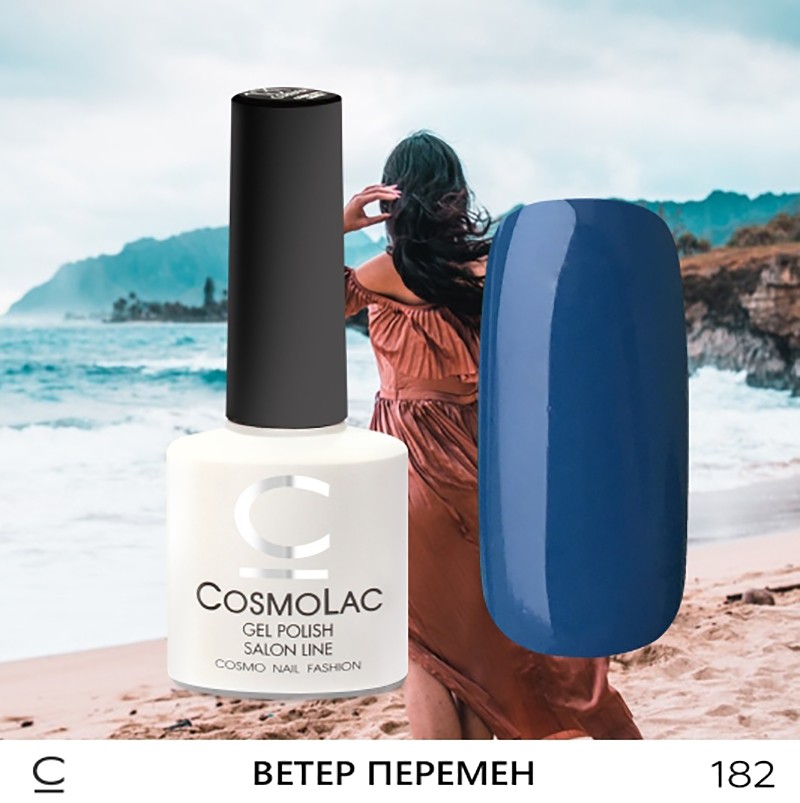 COSMOLAC
GEL POLISH
SALON LINE
COSMO NAIL FASHION
ВЕТЕР ПЕРЕМЕН 182